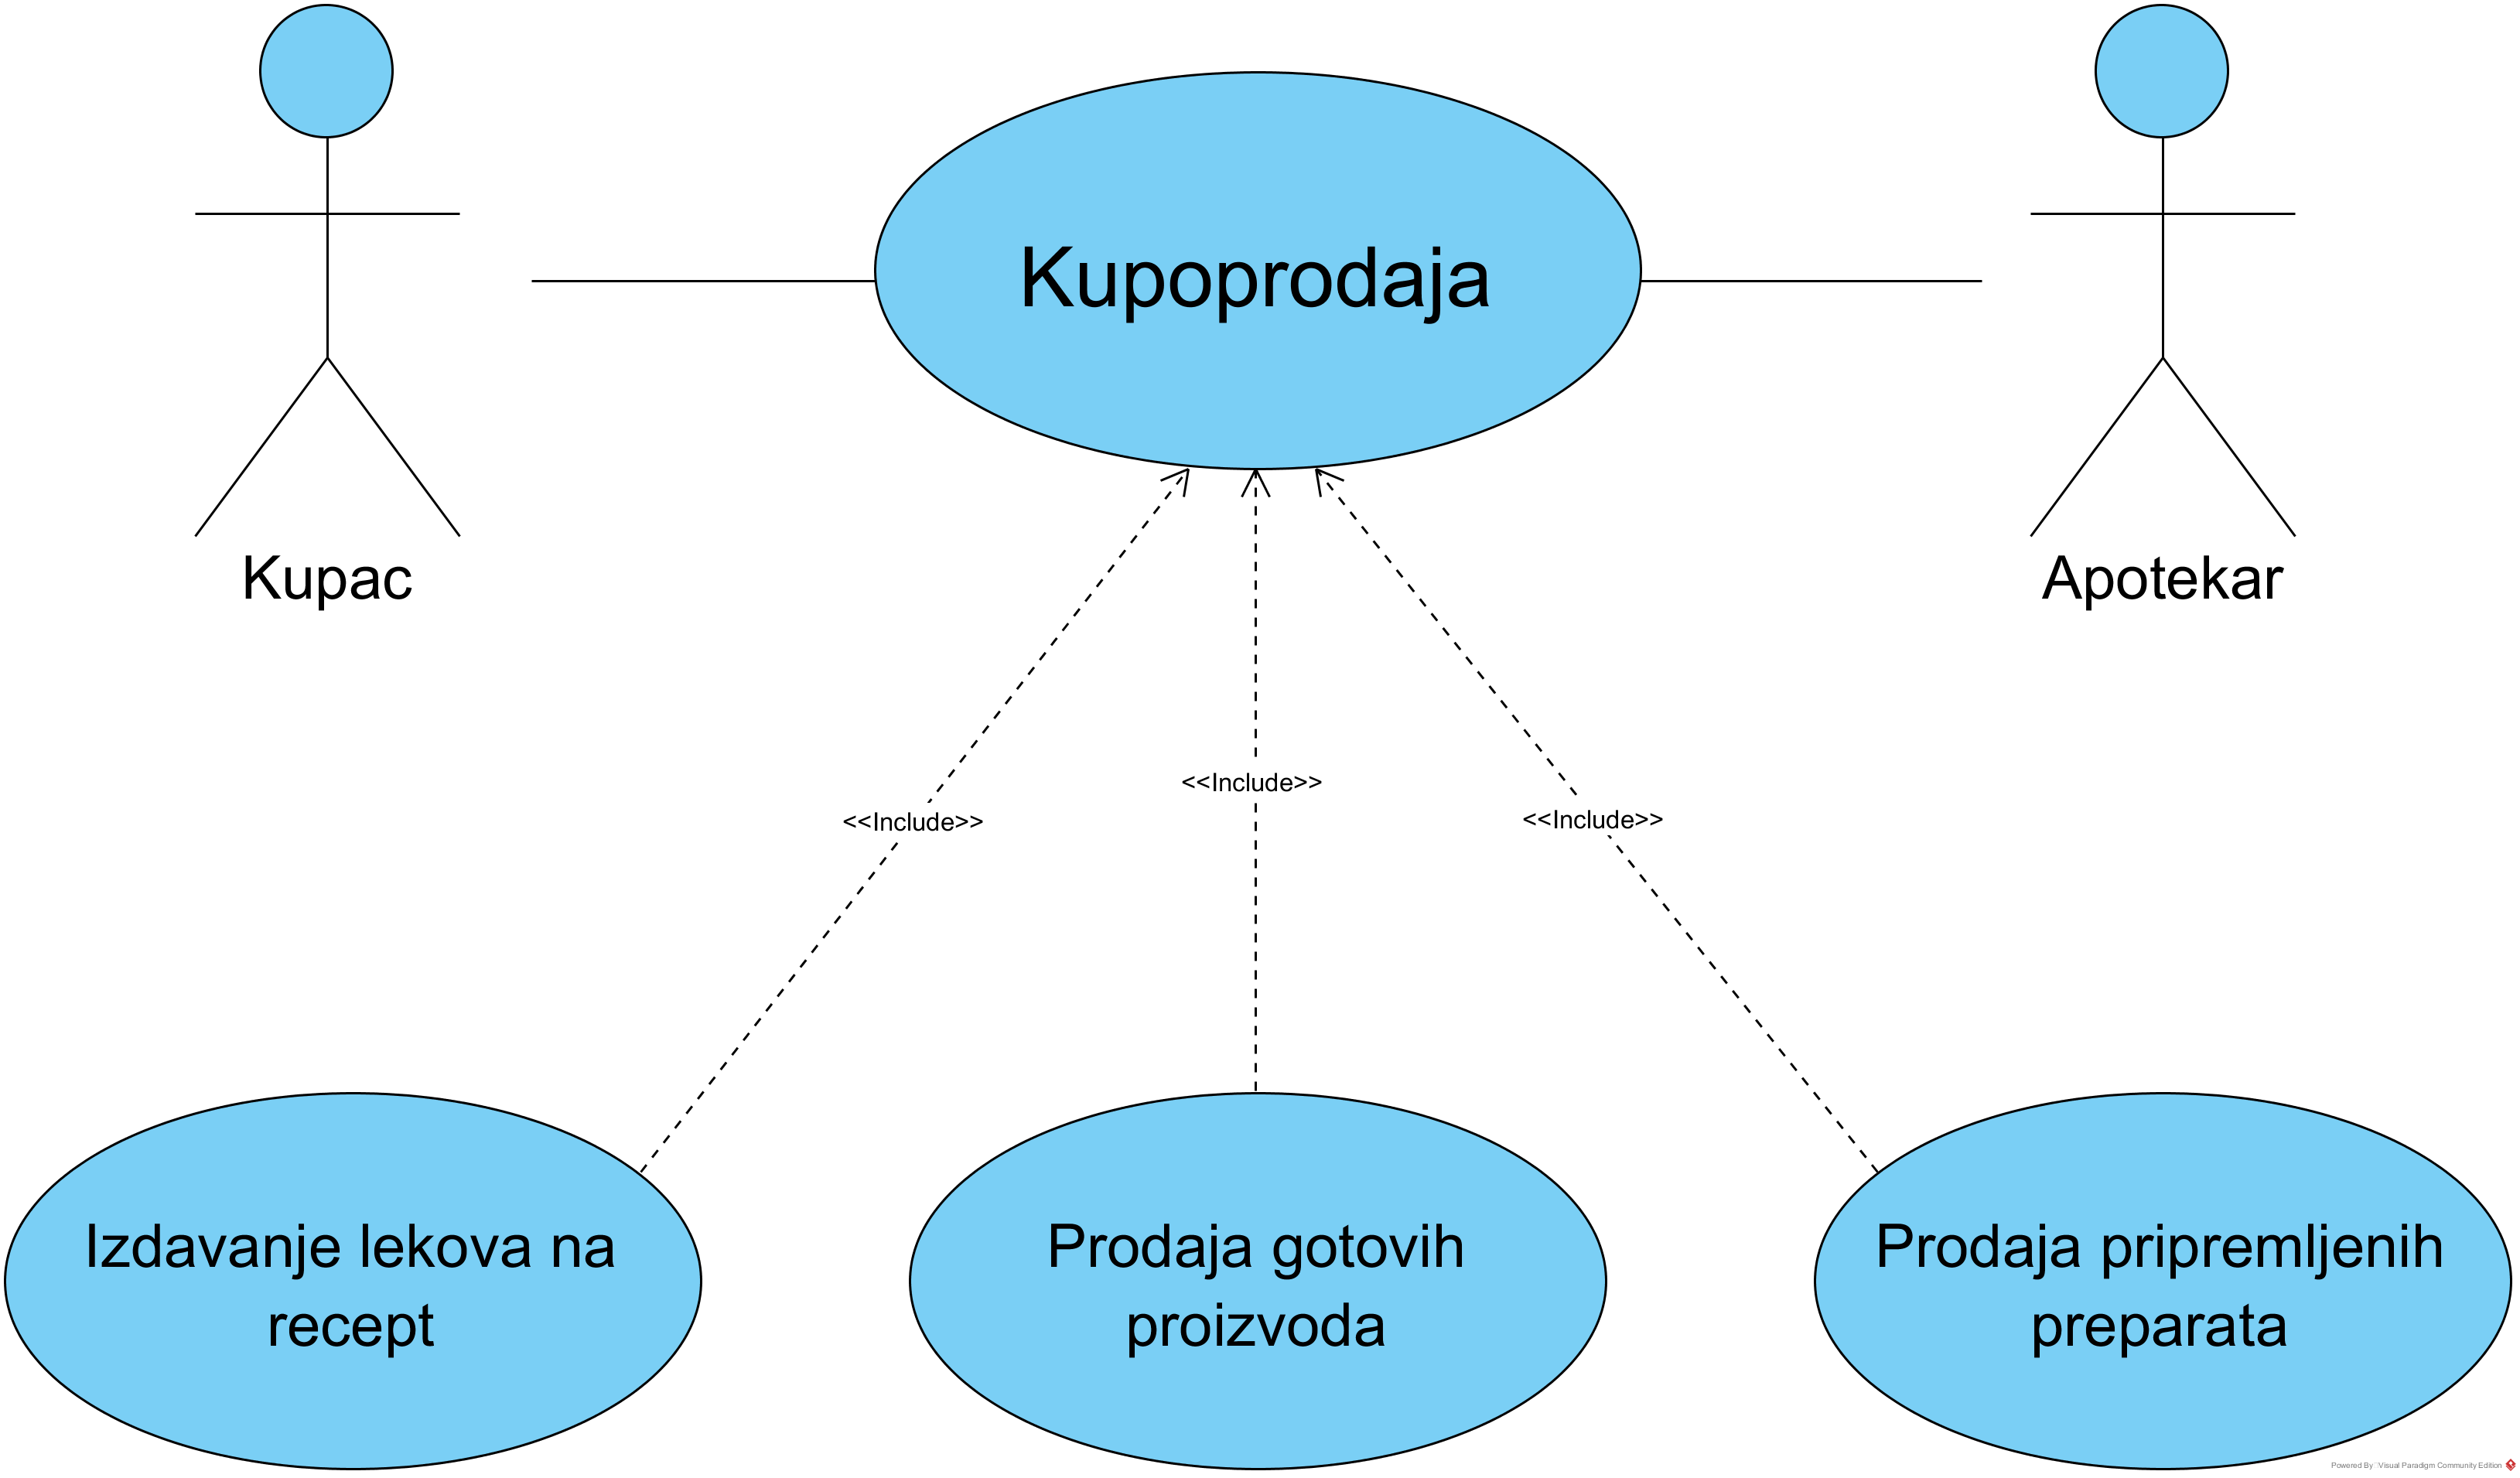 Kupoprodaja
Kupac
Apotekar
<<Include>>
<<Include>>
<<Include>>
Izdavanje lekova na
recept
Prodaja gotovih
proizvoda
Prodaja pripremljenih
preparata
Powered By Visual Paradigm Community Edition